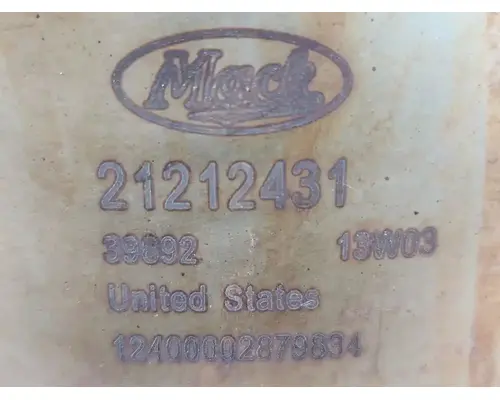 Mack
21212431
39892 13W03
United States
12400002879834